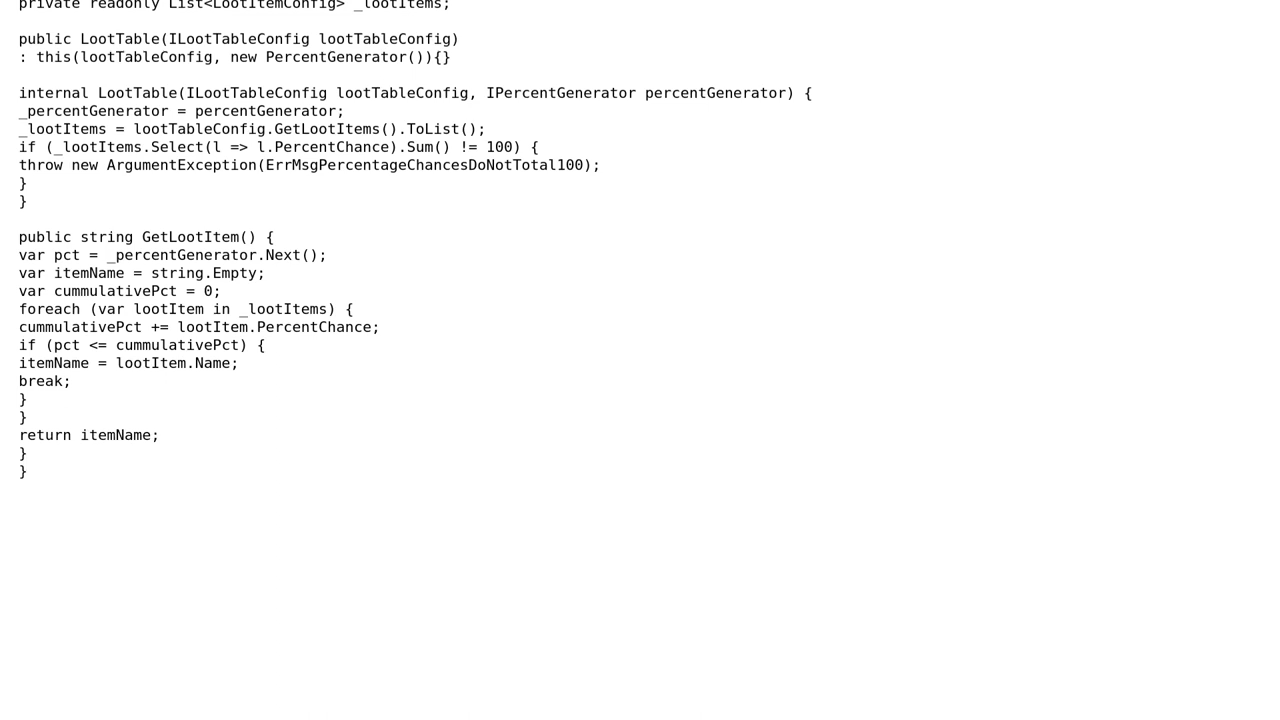 private readonly List<LootItemConfig> _lootItems;

public LootTable(ILootTableConfig lootTableConfig)
: this(lootTableConfig, new PercentGenerator()){}

internal LootTable(ILootTableConfig lootTableConfig, IPercentGenerator percentGenerator) {
_percentGenerator = percentGenerator;
_lootItems = lootTableConfig.GetLootItems().ToList();
if (_lootItems.Select(l => l.PercentChance).Sum() != 100) {
throw new ArgumentException(ErrMsgPercentageChancesDoNotTotal100);
}
}

public string GetLootItem() {
var pct = _percentGenerator.Next();
var itemName = string.Empty;
var cummulativePct = 0;
foreach (var lootItem in _lootItems) {
cummulativePct += lootItem.PercentChance;
if (pct <= cummulativePct) {
itemName = lootItem.Name;
break;
}
}
return itemName;
}
}